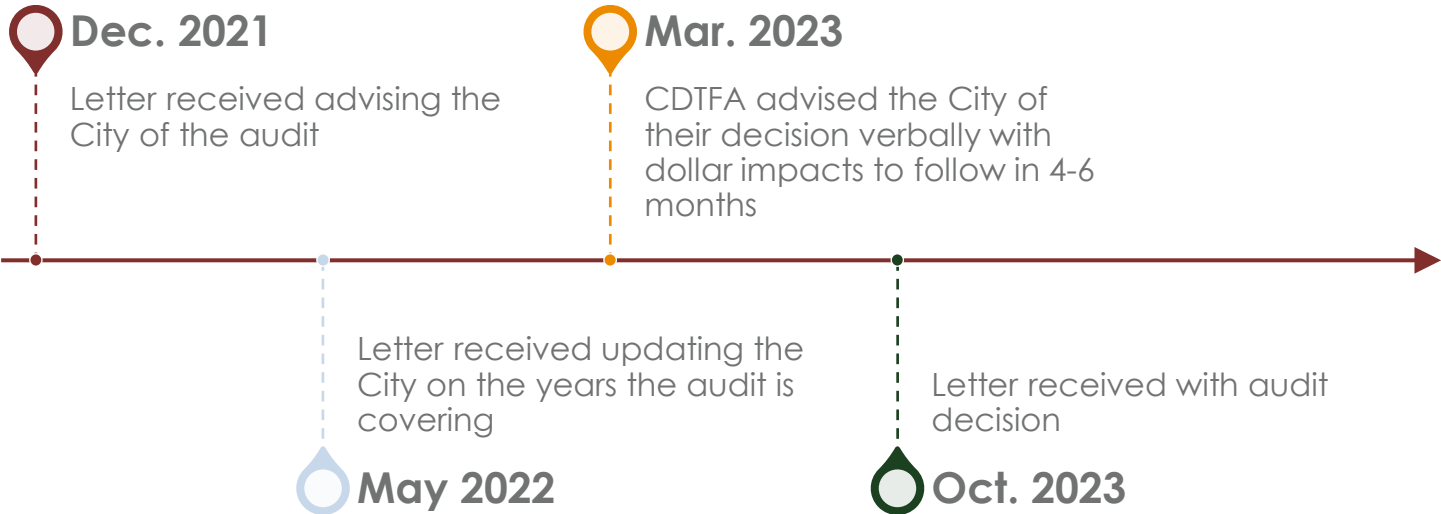 Dec. 2021
Letter received advising the
City of the audit
Mar. 2023
CDTFA advised the City of
their decision verbally with
dollar impacts to follow in 4-6
months
Letter received updating the
City on the years the audit is
covering
May 2022
Letter received with audit
decision
Oct. 2023